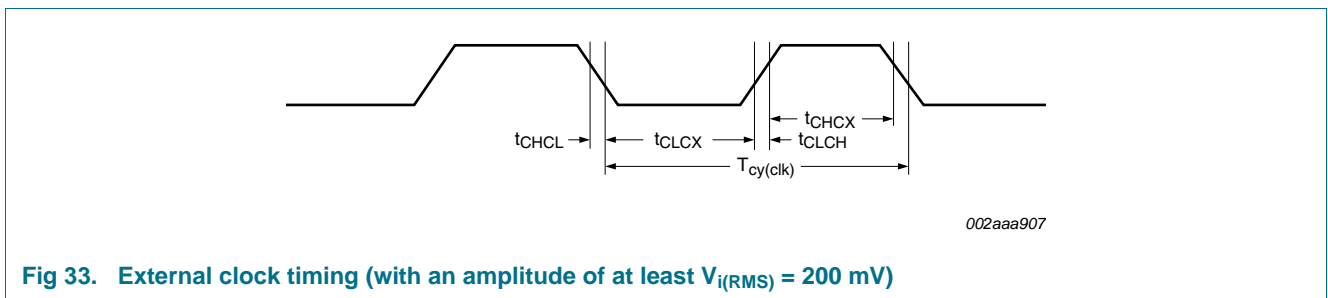 tCHCX
tCHCL
tCLCX
tCLCH
Tcy(clk)
002aaa907
Fig 33. External clock timing (with an amplitude of at least Vi(RMS) = 200 mV)